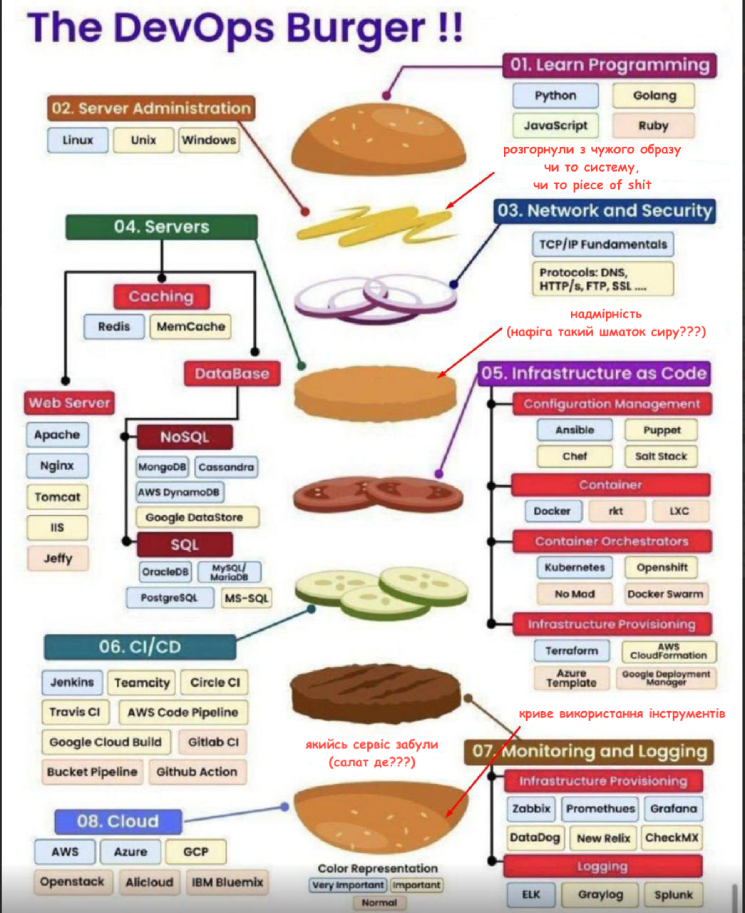 The DevOps Burger !!
01. Learn Programming
Python
Golang
JavaScript
Ruby
02. Server Administration
Linux
Unix
Windows
розгорнули з чужого образу
чи то систему,
чи то piece of shit
03. Network and Security
TCP/IP Fundamentals
Protocols: DNS,
HTTP/s, FTP, SSL ....
04. Servers
Caching
Redis
MemCache
DataBase
Web Server
Apache
Nginx
Tomcat
IIS
Jeffy
NoSQL
MongoDB
Cassandra
AWS DynamoDB
Google DataStore
SQL
OracleDB
MySQL/
MariaDB
PostgreSQL
MS-SQL
надмірність
(нафіга такий шматок сиру???)
05. Infrastructure as Code
Configuration Management
Ansible
Puppet
Chef
Salt Stack
Container
Docker
rkt
LXC
Container Orchestrators
Kubernetes
Openshift
No Mad
Docker Swarm
Infrastructure Provisioning
Terraform
AWS
CloudFormation
Azure
Template
Google Deployment
Manager
06. CI/CD
Jenkins
Teamcity
Circle CI
Travis CI
AWS Code Pipeline
Google Cloud Build
Gitlab CI
Bucket Pipeline
Github Action
криве використання інструментів
якийсь сервіс забули
(салат де???)
07. Monitoring and Logging
Infrastructure Provisioning
Zabbix
Promethues
Grafana
DataDog
New Relix
CheckMX
Logging
ELK
Graylog
Splunk
08. Cloud
AWS
Azure
GCP
Openstack
Alicloud
IBM Bluemix
Color Representation
Very Important
Important
Normal